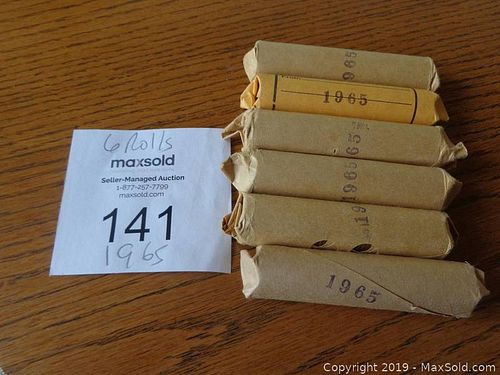 6 Rolls
maxsold
Seller-Managed Auction
1-877-257-7799
maxsold.com
141
1965
1965
1965
1965
1965
Copyright © 2019 - MaxSold.com